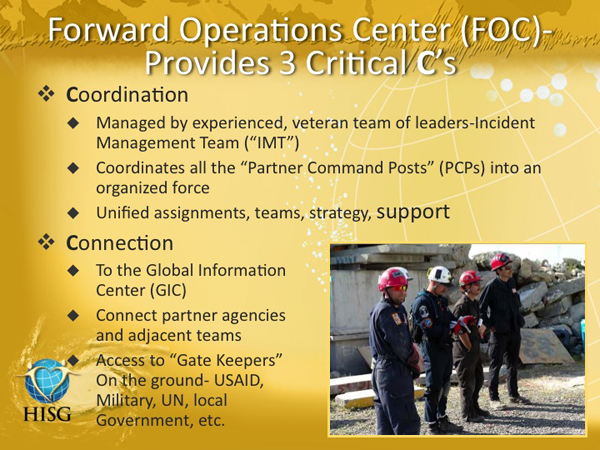 Forward Operations Center (FOC)-
Provides 3 Critical C's
❖ Coordination
◆ Managed by experienced, veteran team of leaders-Incident
Management Team (“IMT”)
◆ Coordinates all the “Partner Command Posts” (PCPs) into an
organized force
◆ Unified assignments, teams, strategy, support
❖ Connection
◆ To the Global Information
Center (GIC)
◆ Connect partner agencies
and adjacent teams
◆ Access to “Gate Keepers”
On the ground- USAID,
Military, UN, local
Government, etc.
HISG